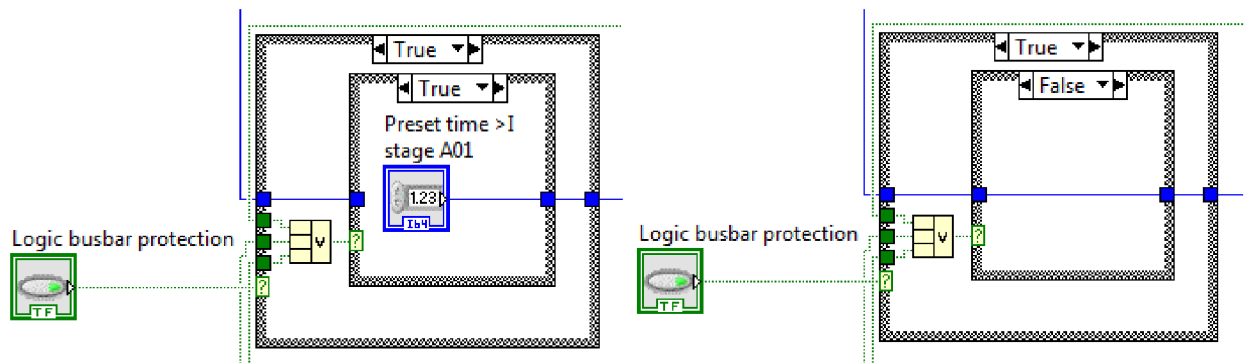 True
True
Preset time >I
stage A01
1.23
I64
?
V
Logic busbar protection
?
TF
True
False
?
V
Logic busbar protection
?
TF